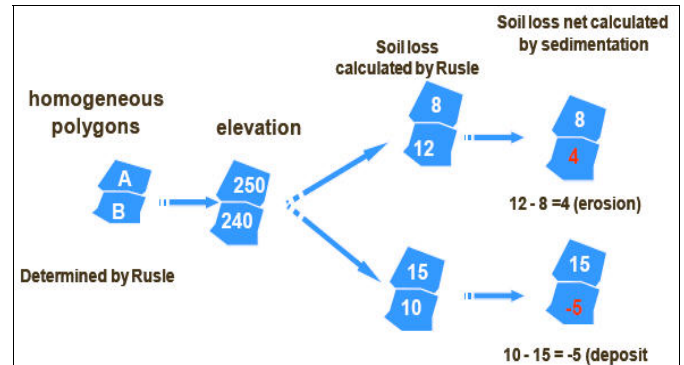 Soil loss net calculated
by sedimentation
Soil loss
calculated by Rusle
homogeneous
polygons
elevation
8
12
8
4
A
B
250
240
12 - 8 =4 (erosion)
Determined by Rusle
15
10
15
-5
10 - 15 = -5 (deposit